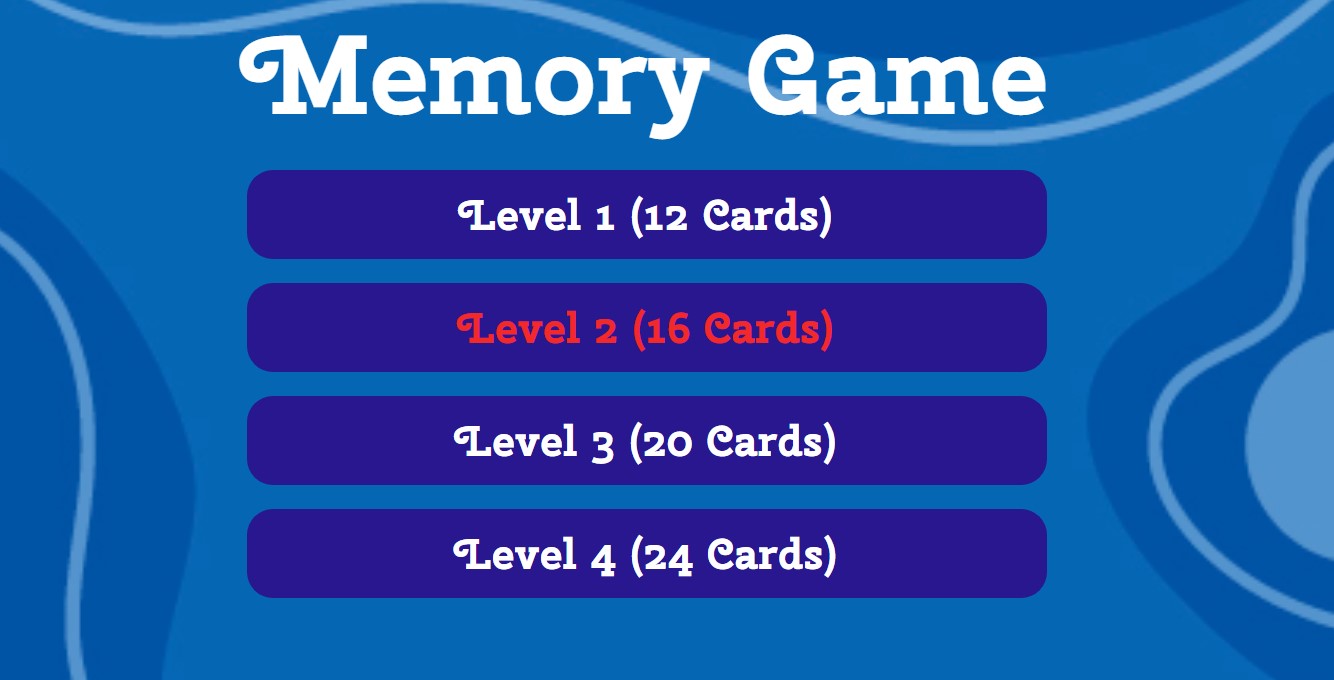 Memory Game
Level 1 (12 Cards)
Level 2 (16 Cards)
Level 3 (20 Cards)
Level 4 (24 Cards)